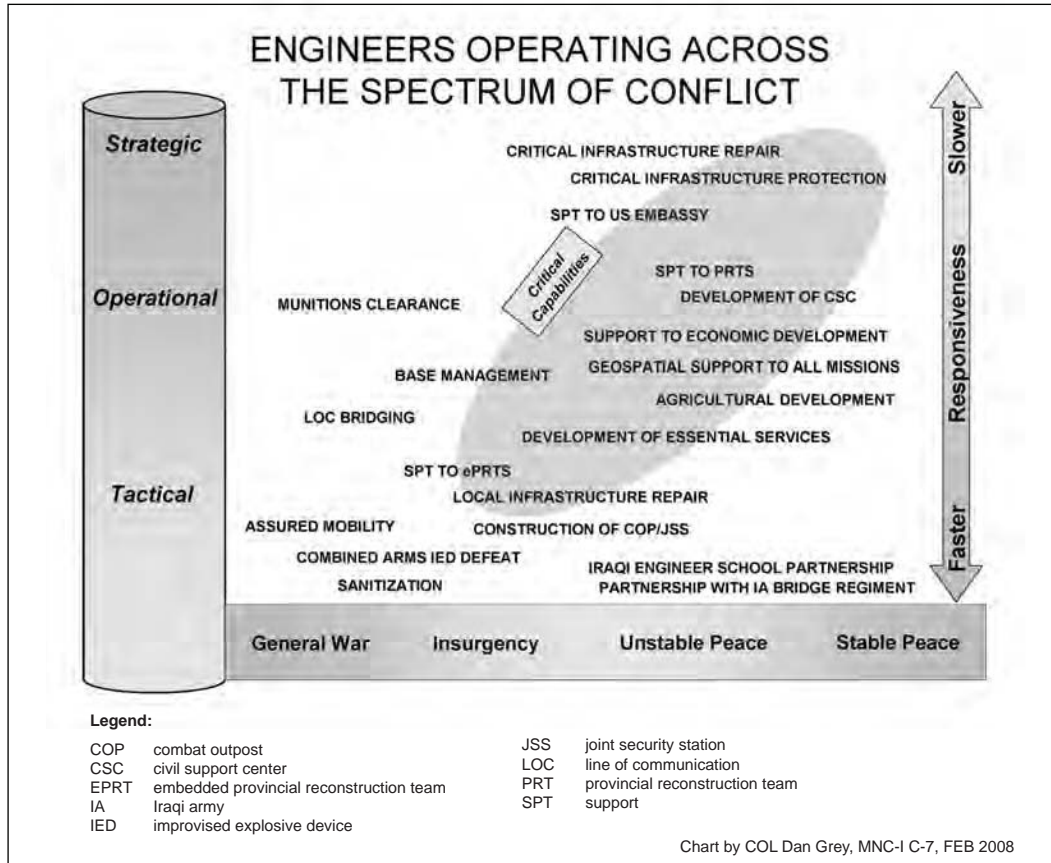 ENGINEERS OPERATING ACROSS
THE SPECTRUM OF CONFLICT
Strategic
Operational
Tactical
CRITICAL INFRASTRUCTURE REPAIR
CRITICAL INFRASTRUCTURE PROTECTION
SPT TO US EMBASSY
Critical
Capabilities
SPT TO PRTS
DEVELOPMENT OF CSC
MUNITIONS CLEARANCE
SUPPORT TO ECONOMIC DEVELOPMENT
GEOSPATIAL SUPPORT TO ALL MISSIONS
BASE MANAGEMENT
AGRICULTURAL DEVELOPMENT
LOC BRIDGING
DEVELOPMENT OF ESSENTIAL SERVICES
SPT TO ePRTS
LOCAL INFRASTRUCTURE REPAIR
ASSURED MOBILITY
CONSTRUCTION OF COP/JSS
COMBINED ARMS IED DEFEAT
SANITIZATION
IRAQI ENGINEER SCHOOL PARTNERSHIP
PARTNERSHIP WITH IA BRIDGE REGIMENT
Slower
Responsiveness
Faster
General War
Insurgency
Unstable Peace
Stable Peace
Legend:
COP combat outpost
CSC civil support center
EPRT embedded provincial reconstruction team
IA Iraqi army
IED improvised explosive device
JSS joint security station
LOC line of communication
PRT provincial reconstruction team
SPT support
Chart by COL Dan Grey, MNC-I C-7, FEB 2008